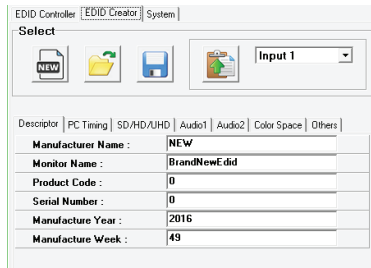 EDID Controller EDID Creator System
Select
NEW
Input 1
Descriptor PC Timing SD/HD/UHD Audio1 Audio2 Color Space Others
Manufacturer Name : NEW
Monitor Name : BrandNewEdid
Product Code : 0
Serial Number : 0
Manufacture Year : 2016
Manufacture Week : 49